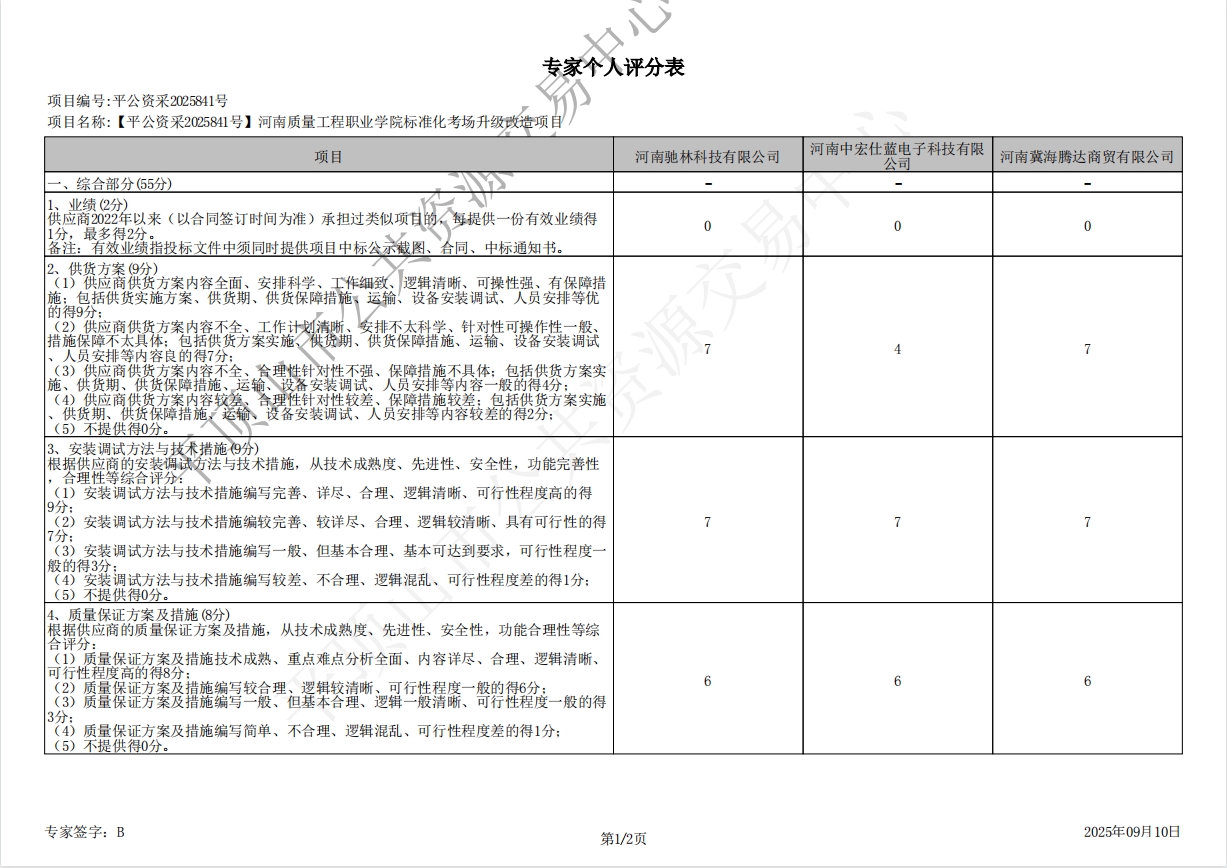 专家个人评分表
项目编号:平公资采2025841号
项目名称:【平公资采2025841号】河南质量工程职业学院标准化考场升级改造项目
项目
河南驰林科技有限公司
河南中宏仕蓝电子科技有限
公司
河南冀海腾达商贸有限公司
一、综合部分(55分)
-
-
-
1、业绩(2分)
供应商2022年以来（以合同签订时间为准）承担过类似项目的，每提供一份有效业绩得
1分，最多得2分。
备注：有效业绩指投标文件中须同时提供项目中标公示截图、合同、中标通知书。
0
0
0
2、供货方案(9分)
（1）供应商供货方案内容全面、安排科学、工作细致、逻辑清晰、可操作性强、有保障措
施；包括供货实施方案、供货期、供货保障措施、运输、设备安装调试、人员安排等优
的得9分；
（2）供应商供货方案内容不全、工作计划清晰、安排不太科学、针对性可操作性一般、
措施保障不太具体；包括供货方案实施、供货期、供货保障措施、运输、设备安装调试
、人员安排等内容良的得7分；
（3）供应商供货方案内容不全、合理性针对性不强、保障措施不具体；包括供货方案实
施、供货期、供货保障措施、运输、设备安装调试、人员安排等内容一般的得4分；
（4）供应商供货方案内容较差、合理性针对性较差、保障措施较差；包括供货方案实施
、供货期、供货保障措施、运输、设备安装调试、人员安排等内容较差的得2分；
（5）不提供得0分。
7
4
7
3、安装调试方法与技术措施(9分)
根据供应商的安装调试方法与技术措施，从技术成熟度、先进性、安全性，功能完善性
，合理性等综合评分：
（1）安装调试方法与技术措施编写完善、详尽、合理、逻辑清晰、可行性程度高的得
9分；
（2）安装调试方法与技术措施编较完善、较详尽、合理、逻辑较清晰、具有可行性的得
7分；
（3）安装调试方法与技术措施编写一般、但基本合理、基本可达到要求，可行性程度一
般的得3分；
（4）安装调试方法与技术措施编写较差、不合理、逻辑混乱、可行性程度差的得1分；
（5）不提供得0分。
7
7
7
4、质量保证方案及措施(8分)
根据供应商的质量保证方案及措施，从技术成熟度、先进性、安全性，功能合理性等综
合评分：
（1）质量保证方案及措施技术成熟、重点难点分析全面、内容详尽、合理、逻辑清晰、
可行性程度高的得8分；
（2）质量保证方案及措施编写较合理、逻辑较清晰、可行性程度一般的得6分；
（3）质量保证方案及措施编写一般、但基本合理、逻辑一般清晰、可行性程度一般的得
3分；
（4）质量保证方案及措施编写简单、不合理、逻辑混乱、可行性程度差的得1分；
（5）不提供得0分。
6
6
6
平顶山市公共资源交易中心
平顶山市公共资源交易中心
专家签字：B
第1/2页
2025年09月10日